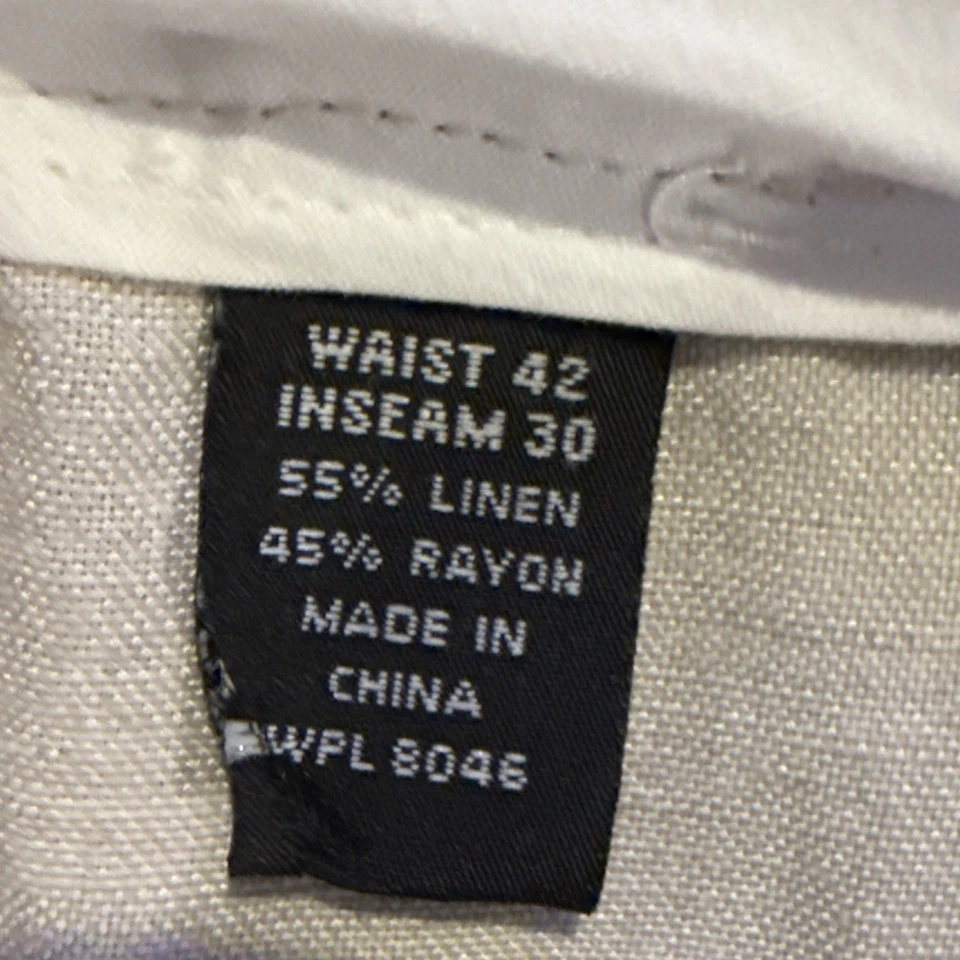 WAIST 42
INSEAM 30
55% LINEN
45% RAYON
MADE IN
CHINA
WPL 8046